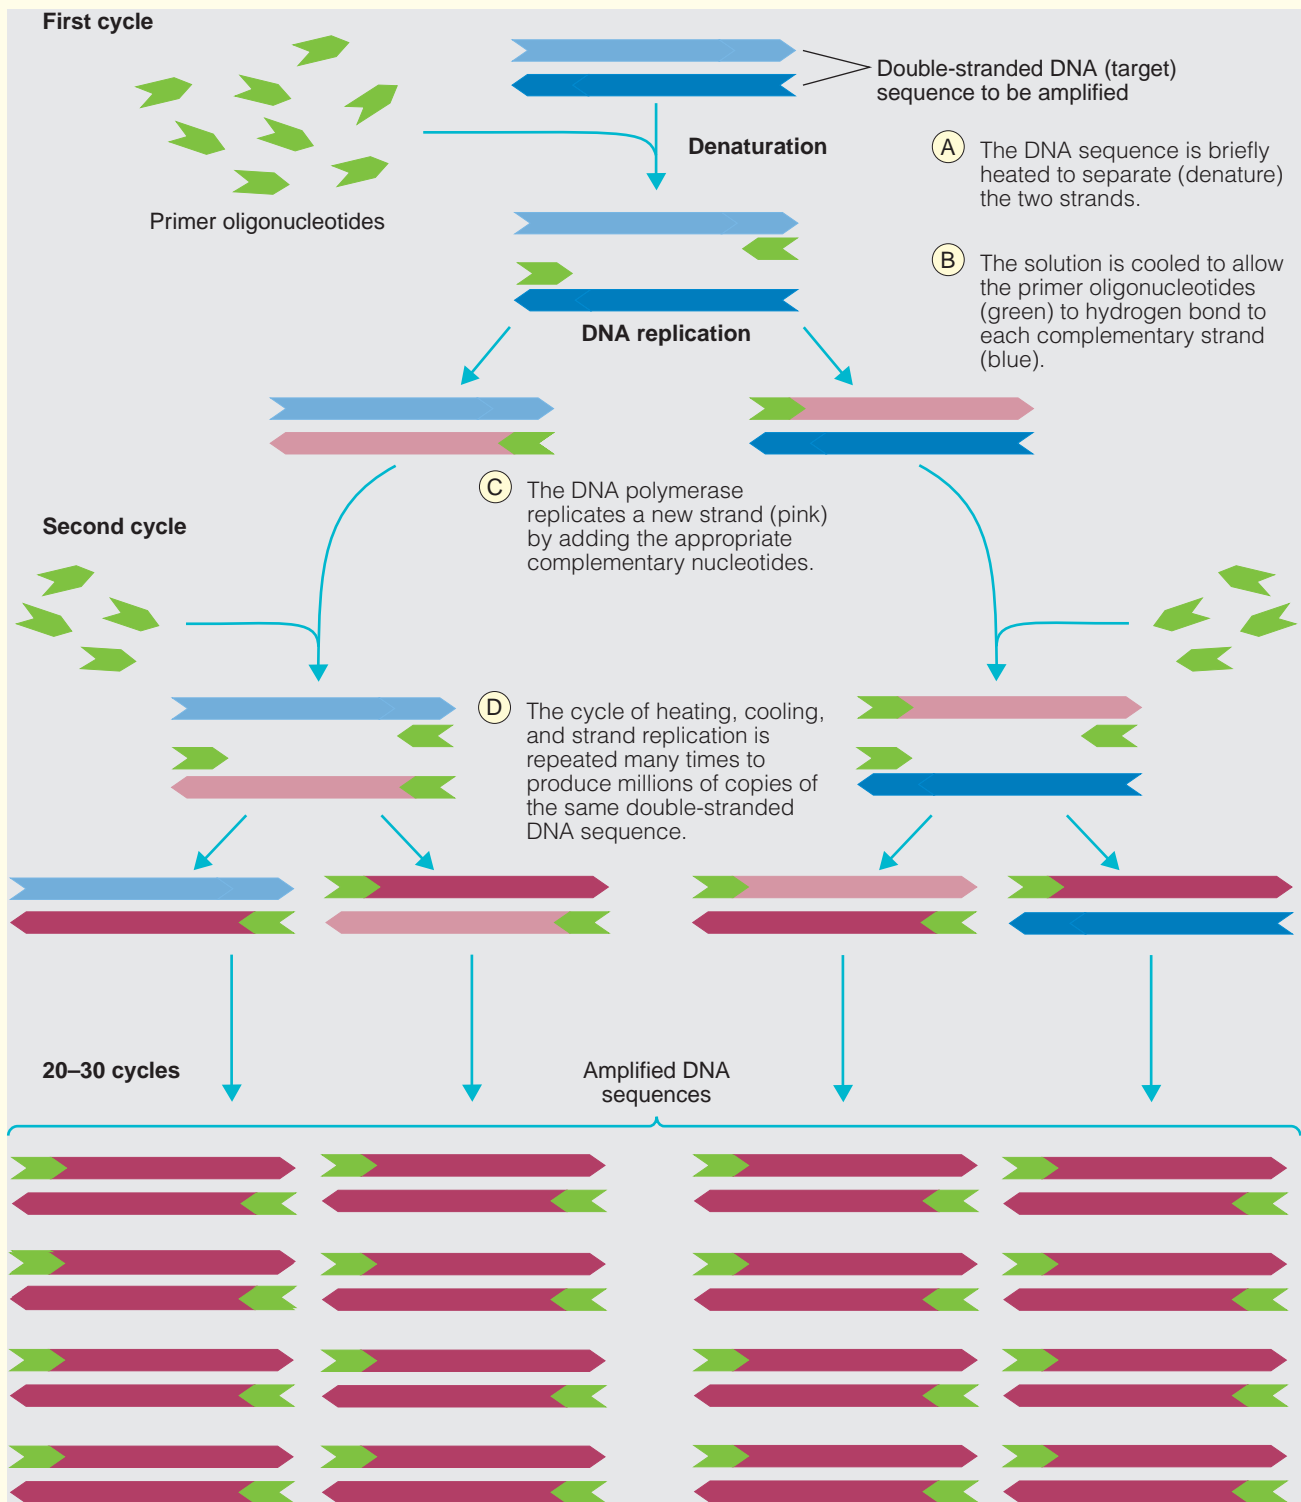 First cycle
Double-stranded DNA (target)
sequence to be amplified
Denaturation
A
The DNA sequence is briefly
heated to separate (denature)
the two strands.
Primer oligonucleotides
B
The solution is cooled to allow
the primer oligonucleotides
(green) to hydrogen bond to
each complementary strand
(blue).
DNA replication
C
The DNA polymerase
replicates a new strand (pink)
by adding the appropriate
complementary nucleotides.
Second cycle
D
The cycle of heating, cooling,
and strand replication is
repeated many times to
produce millions of copies of
the same double-stranded
DNA sequence.
20–30 cycles
Amplified DNA
sequences